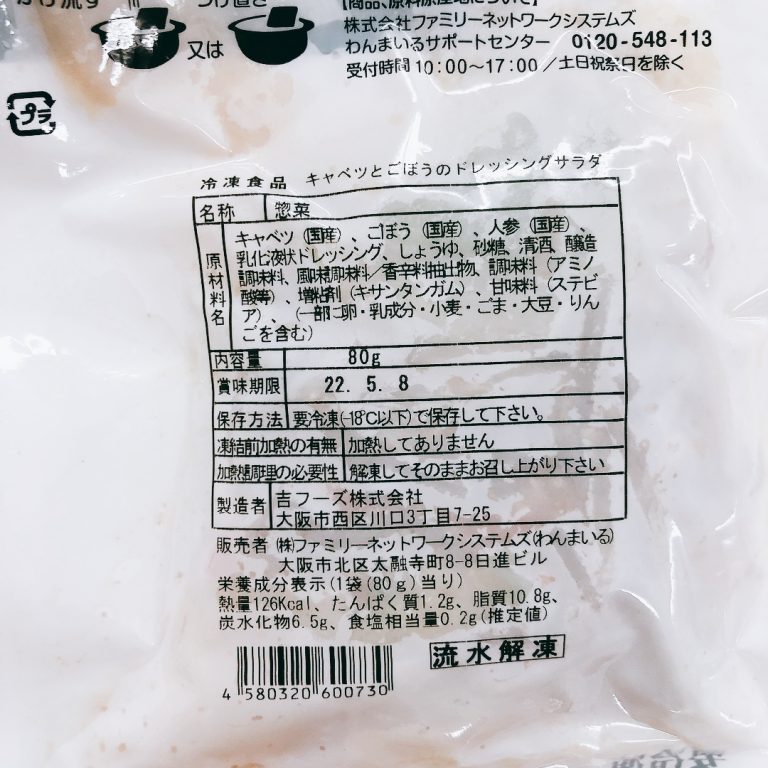 かけ流す
つけ置き
又は
【商品、原料原産地について】
株式会社ファミリーネットワークシステムズ
わんまいるサポートセンター 0120-548-113
受付時間10:00~17:00/土日祝祭日を除く
プラ
冷凍食品 キャベツとごぼうのドレッシングサラダ
名称 惣菜
原材料名
キャベツ(国産)、ごぼう(国産)、人参(国産)、
乳化液状ドレッシング、しょうゆ、砂糖、清酒、醸造
調味料、風味調味料/香辛料抽出物、調味料(アミノ
酸等)、増粘剤(キサンタンガム)、甘味料(ステビ
ア)、(一部に卵・乳成分・小麦・ごま・大豆・りん
ごを含む)
内容量 80g
賞味期限 22. 5. 8
保存方法 要冷凍(-18℃以下)で保存して下さい。
凍結前加熱の有無 加熱してありません
加熱調理の必要性 解凍してそのままお召し上がり下さい
製造者 吉フーズ株式会社
大阪市西区川口3丁目7-25
販売者 (株)ファミリーネットワークシステムズ(わんまいる)
大阪市北区太融寺町8-8日進ビル
栄養成分表示(1袋(80g)当り)
熱量126Kcal、たんぱく質1.2g、脂質10.8g、
炭水化物6.5g、食塩相当量0.2g(推定値)
流水解凍
4 580320 600730